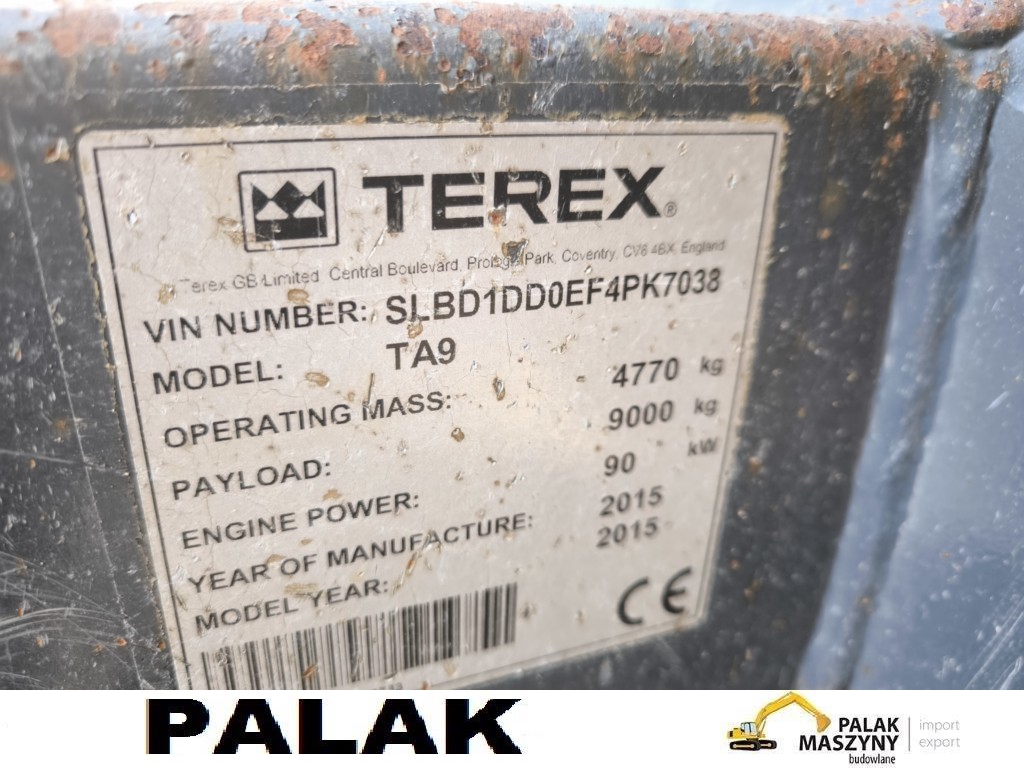 TEREX®
Terex GB Limited Central Boulevard, Prologis Park, Coventry, CV6 4BX, England
VIN NUMBER: SLBD1DD0EF4PK7038
MODEL: TA9
OPERATING MASS: 4770 kg
PAYLOAD: 9000 kg
ENGINE POWER: 90 kW
YEAR OF MANUFACTURE: 2015
MODEL YEAR: 2015
CE
PALAK
PALAK
MASZYNY
budowlane
import
export